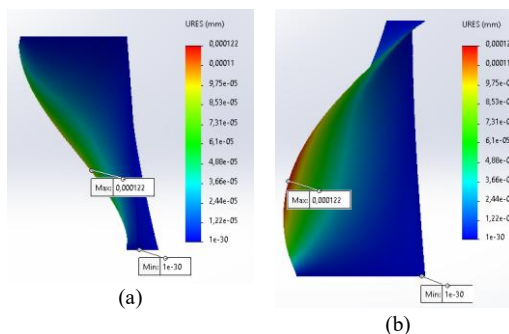 URES (mm)
0,000122
0,00011
9,75e-05
8,53e-05
7,31e-05
6,1e-05
4,88e-05
3,66e-05
2,44e-05
1,22e-05
1e-30
Max: 0,000122
Min: 1e-30
(a)
URES (mm)
0,000122
0,00011
9,75e-05
8,53e-05
7,31e-05
6,1e-05
4,88e-05
3,66e-05
2,44e-05
1,22e-05
1e-30
Max: 0,000122
Min: 1e-30
(b)